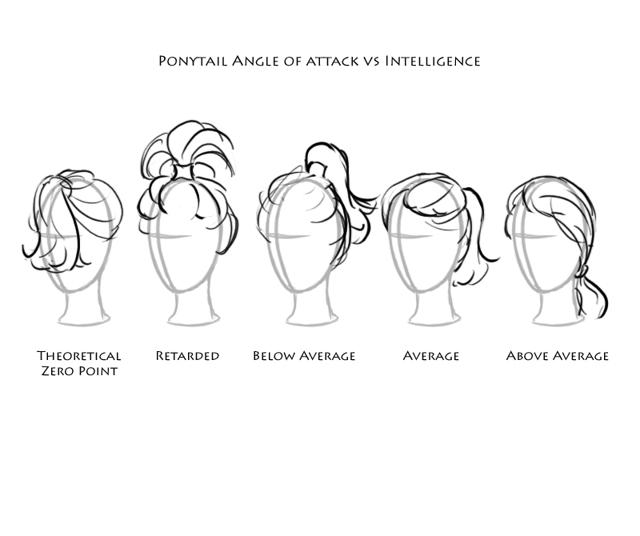 Ponytail Angle of attack vs Intelligence
Theoretical
Zero Point
Retarded
Below Average
Average
Above Average